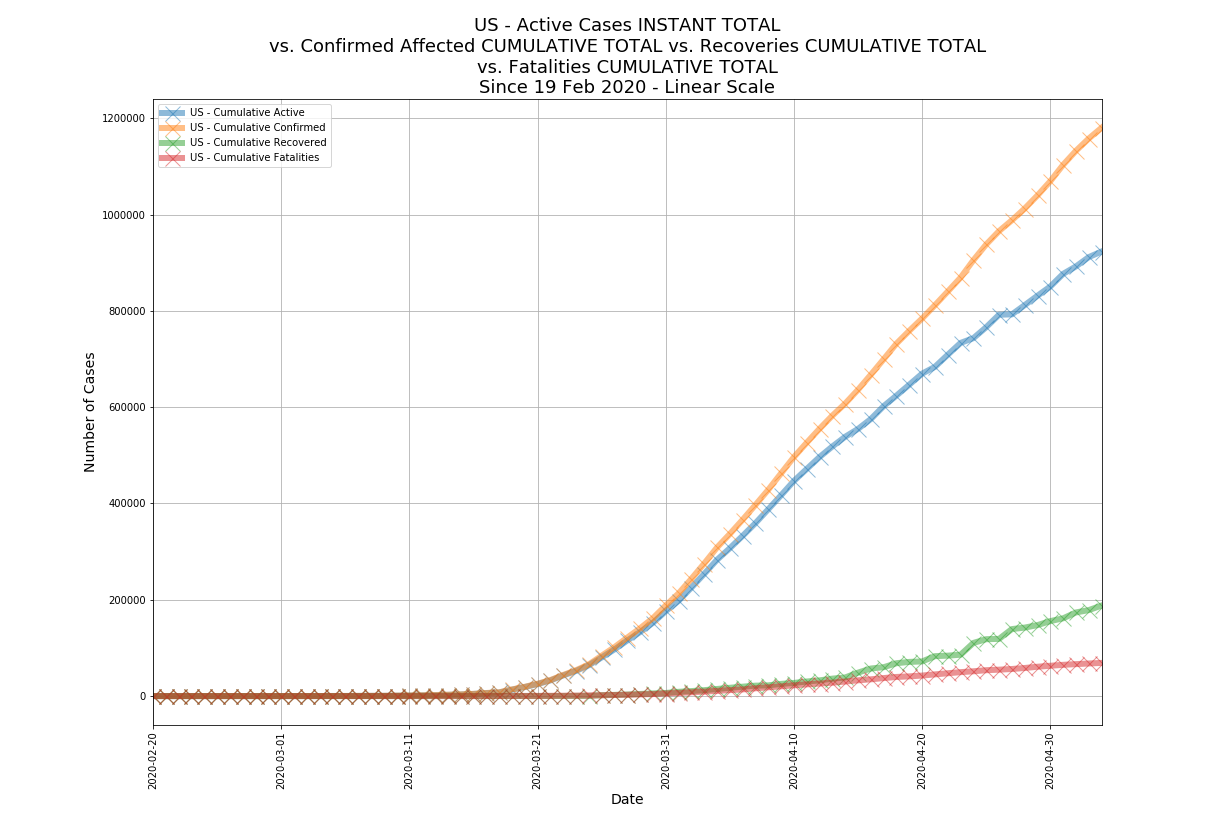 US - Active Cases INSTANT TOTAL
vs. Confirmed Affected CUMULATIVE TOTAL vs. Recoveries CUMULATIVE TOTAL
vs. Fatalities CUMULATIVE TOTAL
Since 19 Feb 2020 - Linear Scale
US - Cumulative Active
US - Cumulative Confirmed
US - Cumulative Recovered
US - Cumulative Fatalities
1200000
1000000
800000
600000
400000
200000
0
Number of Cases
2020-02-20
2020-03-01
2020-03-11
2020-03-21
2020-03-31
2020-04-10
2020-04-20
2020-04-30
Date